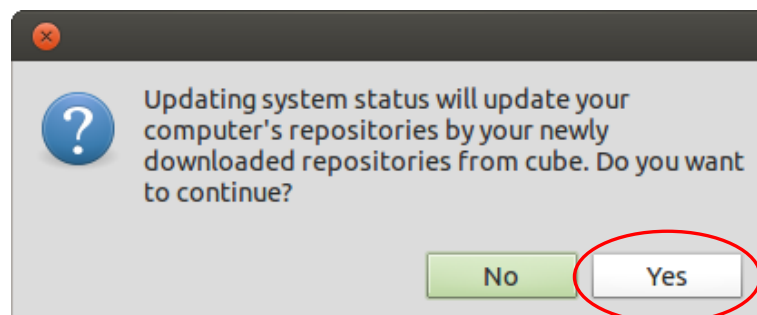 Updating system status will update your
computer's repositories by your newly
downloaded repositories from cube. Do you want
to continue?
No Yes